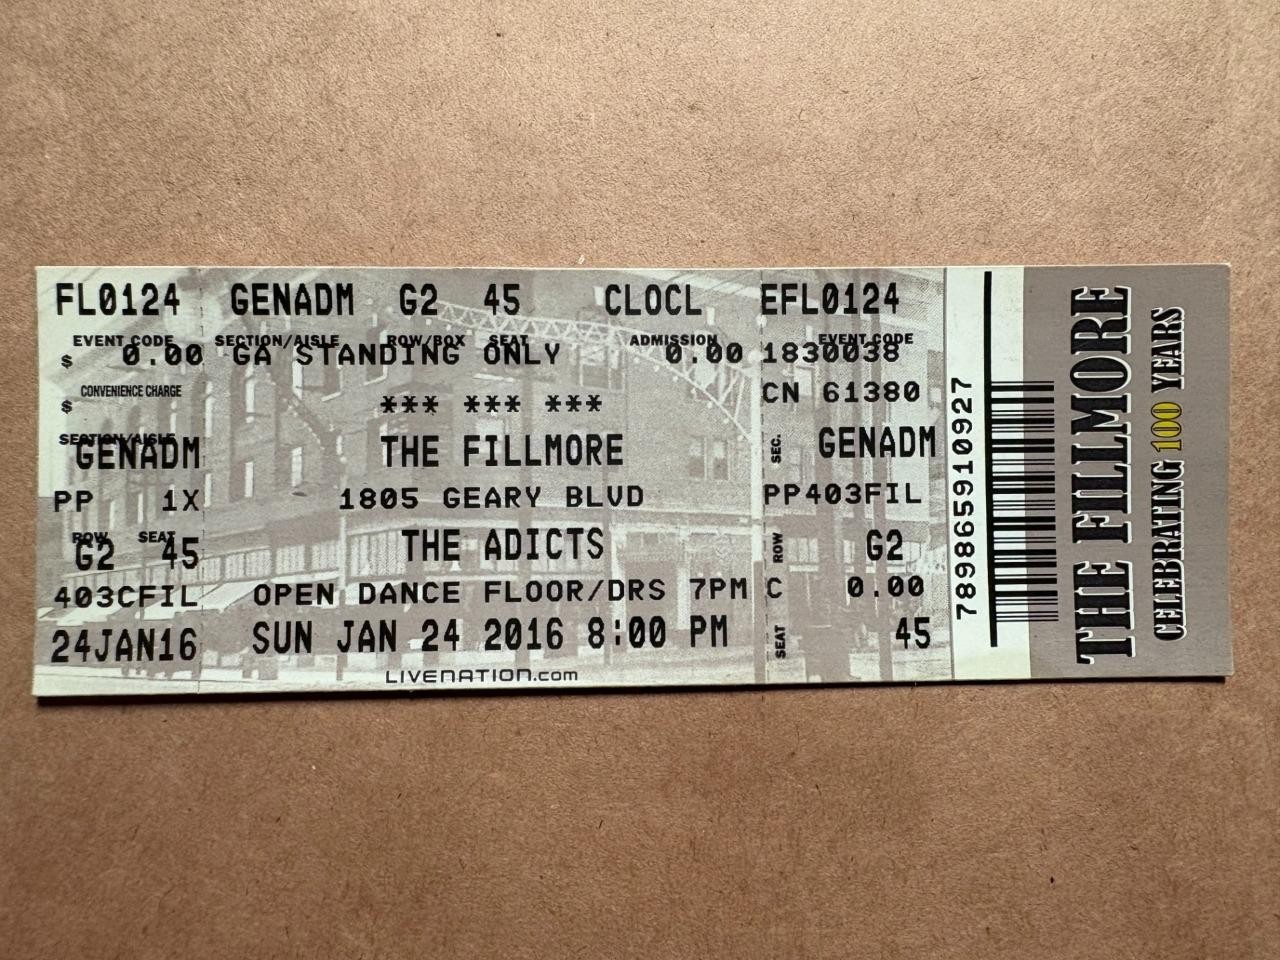 FL0124 GENADM G2 45 CLOCL EFL0124
EVENT CODE SECTION/AISLE ROW/BOX SEAT ADMISSION EVENT CODE
$ 0.00 GA STANDING ONLY 0.00 1830038
CONVENIENCE CHARGE
$ *** *** *** CN 61380
SECTION/AISLE
GENADM THE FILLMORE SEC. GENADM
PP 1X 1805 GEARY BLVD PP403FIL
ROW SEAT
G2 45 THE ADICTS ROW G2
403CFIL OPEN DANCE FLOOR/DRS 7PM C 0.00
24JAN16 SUN JAN 24 2016 8:00 PM SEAT 45
LIVENATION.com
789865910927
THE FILLMORE
CELEBRATING 100 YEARS